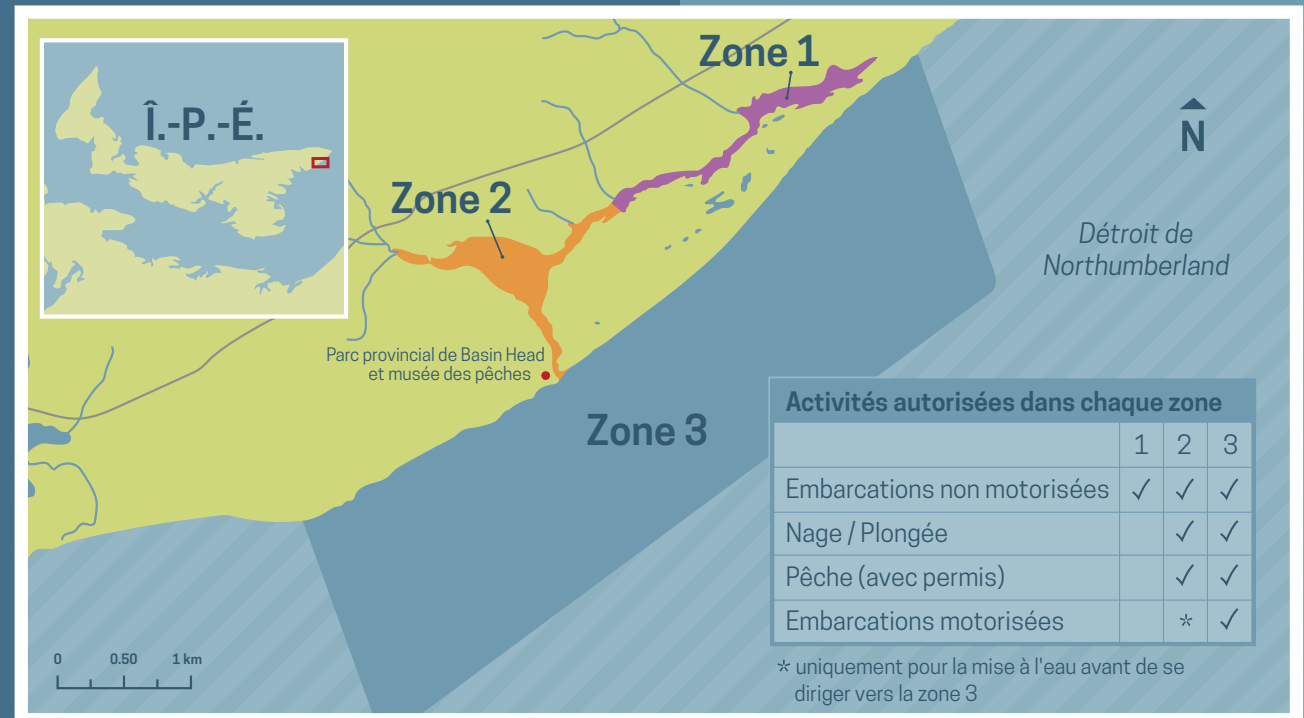 Î.-P.-É.
Zone 1
N
Zone 2
Détroit de
Northumberland
Parc provincial de Basin Head
et musée des pêches
Zone 3
Activités autorisées dans chaque zone
1 2 3
Embarcations non motorisées ✓ ✓ ✓
Nage / Plongée ✓ ✓
Pêche (avec permis) ✓ ✓
Embarcations motorisées * ✓
* uniquement pour la mise à l'eau avant de se
diriger vers la zone 3
0 0.50 1 km